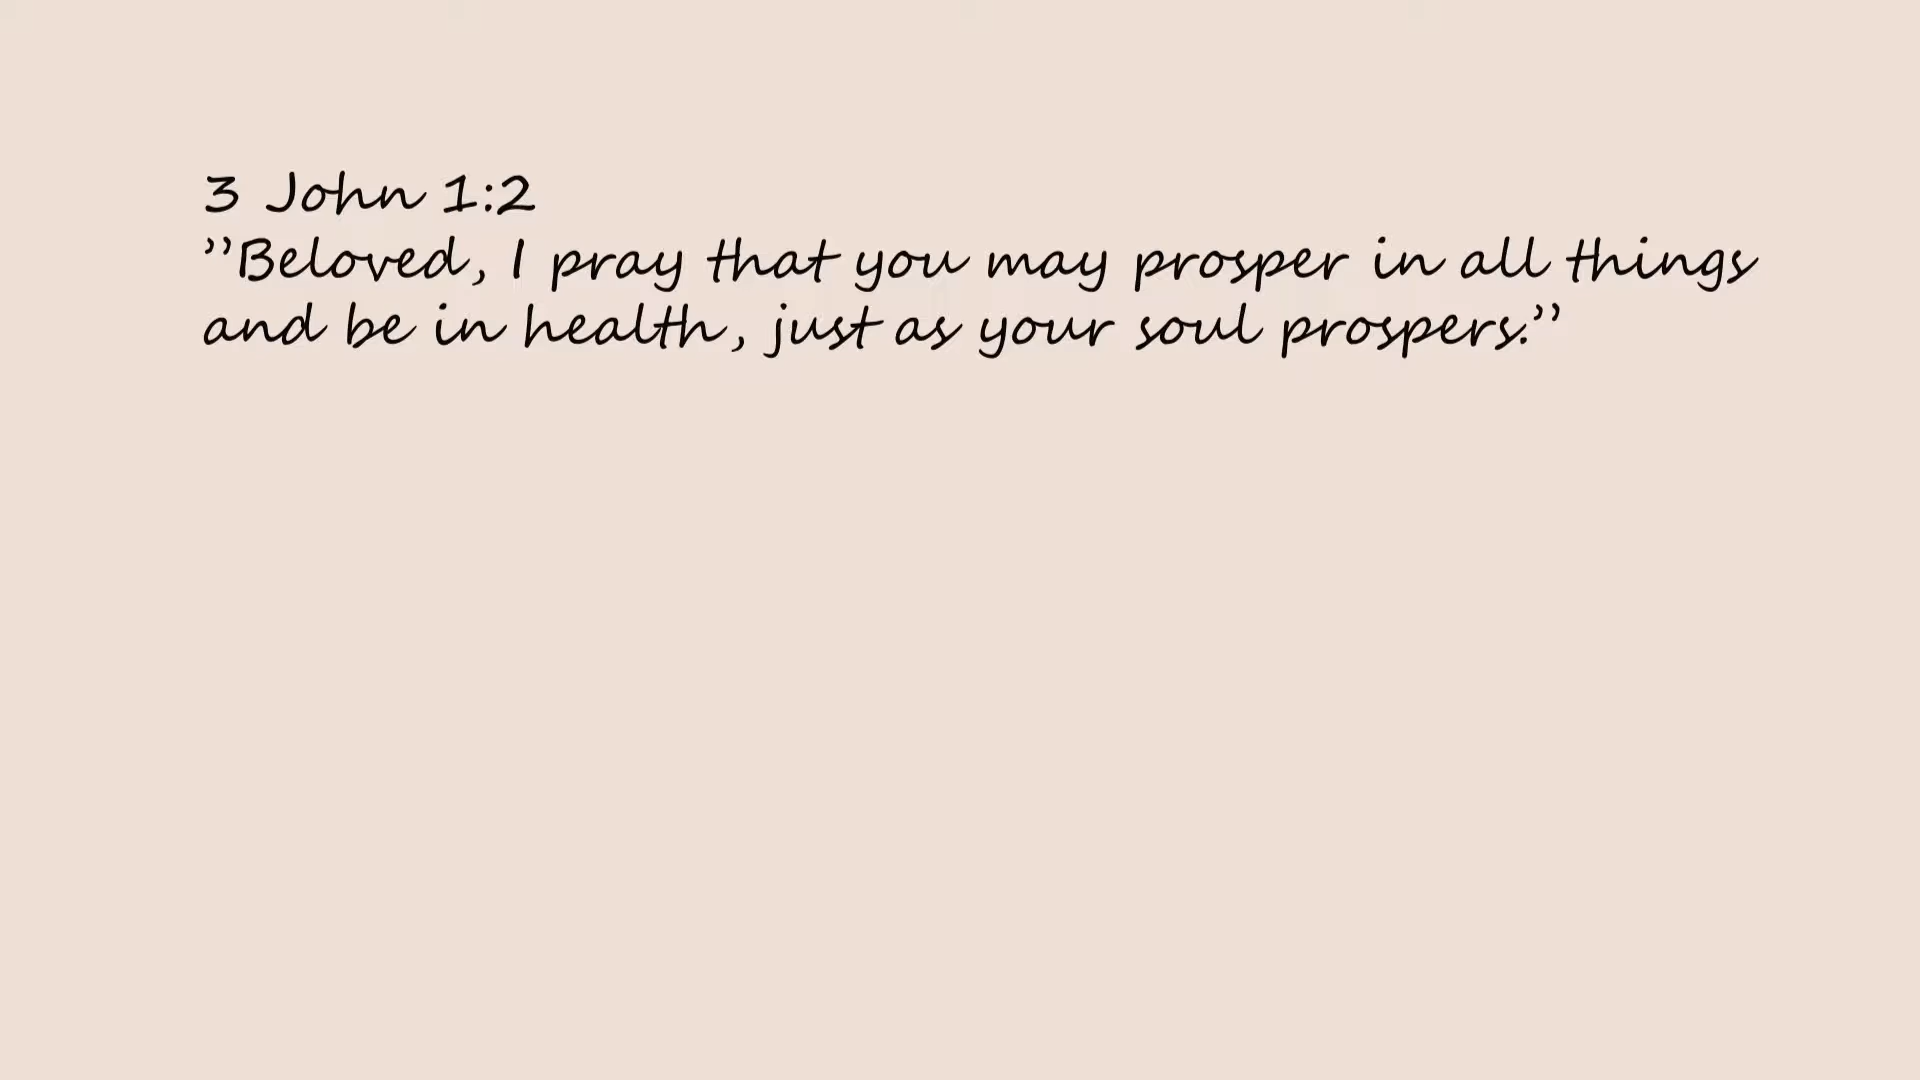 3 John 1:2
”Beloved, I pray that you may prosper in all things
and be in health, just as your soul prospers.”